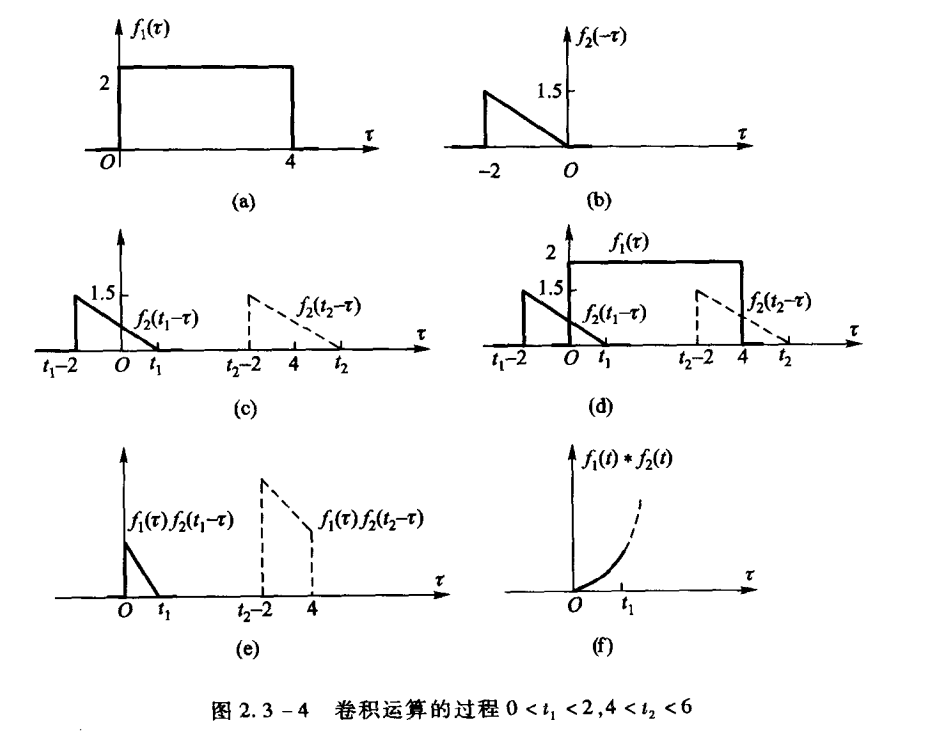 f₁(τ)
2
O
4
τ
(a)
f₂(−τ)
1.5
−2
O
τ
(b)
1.5
f₂(t₁−τ)
f₂(t₂−τ)
τ
t₁−2
O
t₁
t₂−2
4
t₂
(c)
2
f₁(τ)
1.5
f₂(t₁−τ)
f₂(t₂−τ)
τ
t₁−2
O
t₁
t₂−2
4
t₂
(d)
f₁(τ)f₂(t₁−τ)
f₁(τ)f₂(t₂−τ)
τ
O
t₁
t₂−2
4
(e)
f₁(t)*f₂(t)
τ
O
t₁
(f)
图 2.3－4 卷积运算的过程 0<t₁<2,4<t₂<6